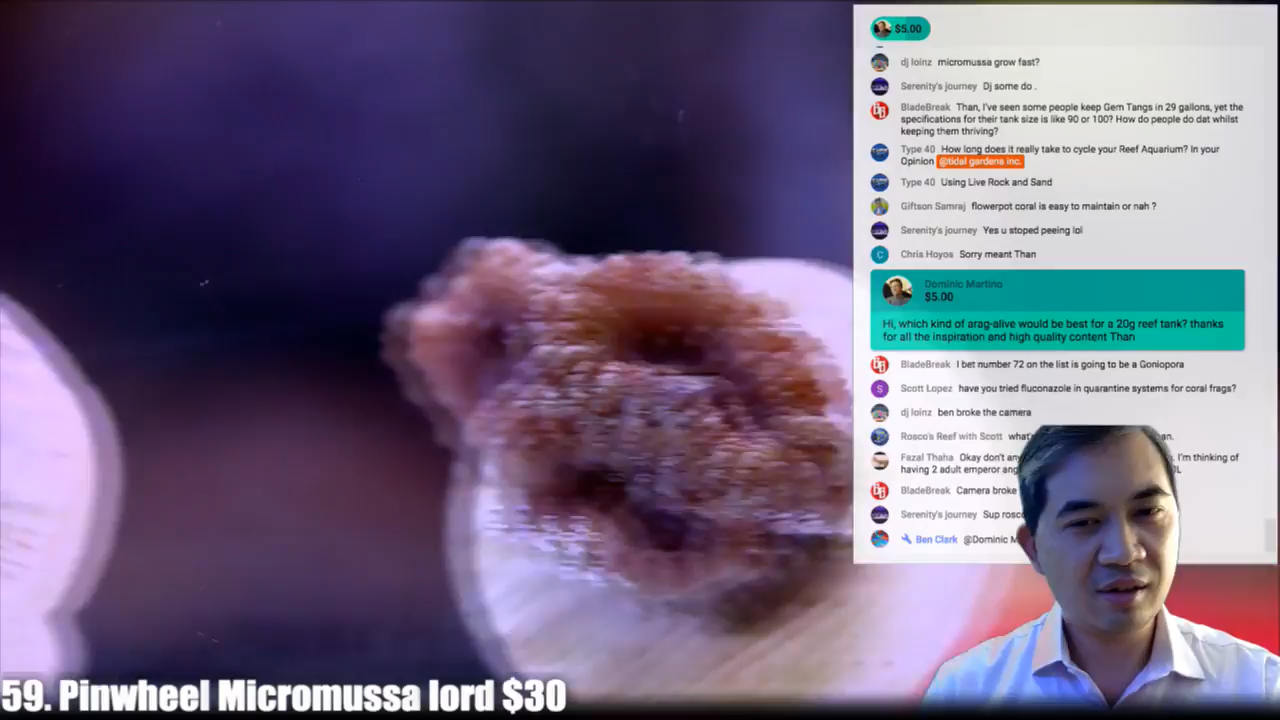 $5.00
dj loinz micromussa grow fast?
Serenity's journey Dj some do .
BladeBreak Than, I've seen some people keep Gem Tangs in 29 gallons, yet the
specifications for their tank size is like 90 or 100? How do people do dat whilst
keeping them thriving?
Type 40 How long does it really take to cycle your Reef Aquarium? In your
Opinion @tidal gardens inc.
Type 40 Using Live Rock and Sand
Giftson Samraj flowerpot coral is easy to maintain or nah ?
Serenity's journey Yes u stoped peeing lol
C Chris Hoyos Sorry meant Than
Dominic Martino
$5.00
Hi, which kind of arag-alive would be best for a 20g reef tank? thanks
for all the inspiration and high quality content Than
BladeBreak I bet number 72 on the list is going to be a Goniopora
S Scott Lopez have you tried fluconazole in quarantine systems for coral frags?
dj loinz ben broke the camera
Rosco's Reef with Scott an.
Fazal Thaha Okay don't I'm thinking of
having 2 adult emperor
BladeBreak Camera broke
Serenity's journey Sup
Ben Clark @Dominic
59. Pinwheel Micromussa lord $30